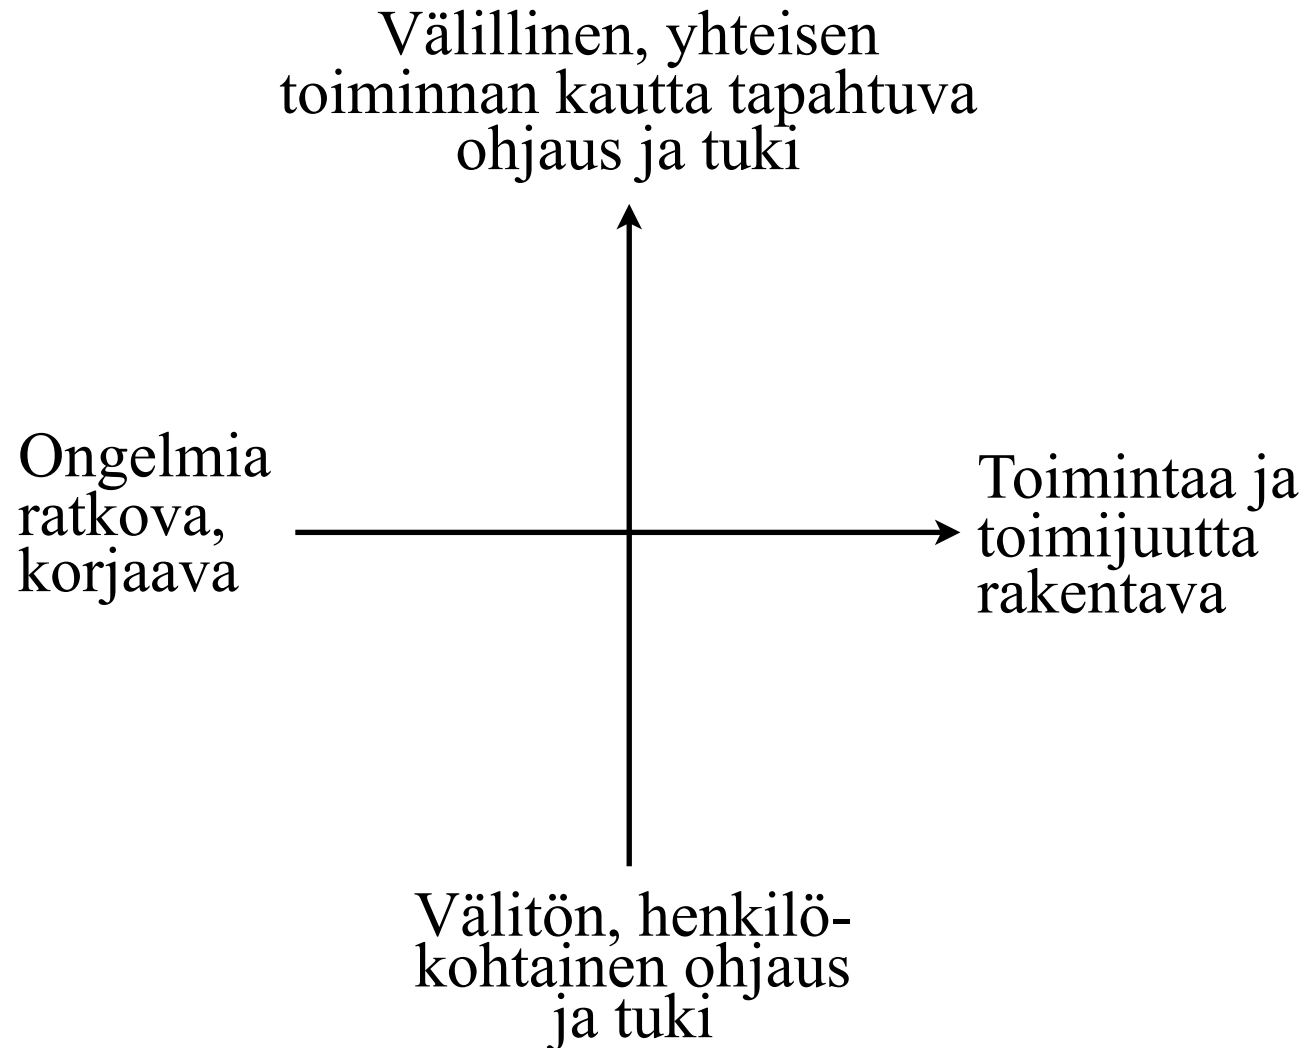 Välillinen, yhteisen
toiminnan kautta tapahtuva
ohjaus ja tuki
Ongelmia
ratkova,
korjaava
Toimintaa ja
toimijuutta
rakentava
Välitön, henkilö-
kohtainen ohjaus
ja tuki